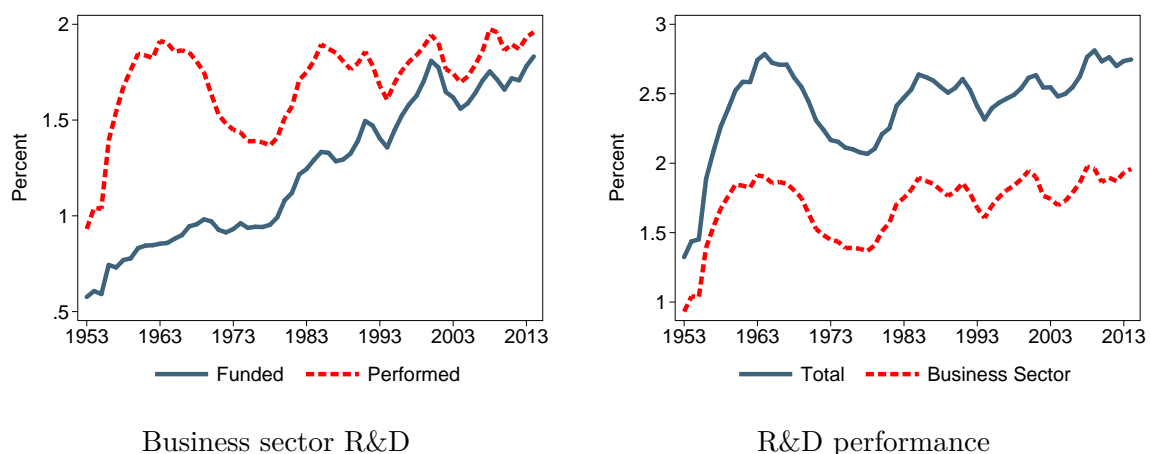 2
1.5
1
.5
Percent
1953 1963 1973 1983 1993 2003 2013
Funded Performed
Business sector R&D
3
2.5
2
1.5
1
Percent
1953 1963 1973 1983 1993 2003 2013
Total Business Sector
R&D performance